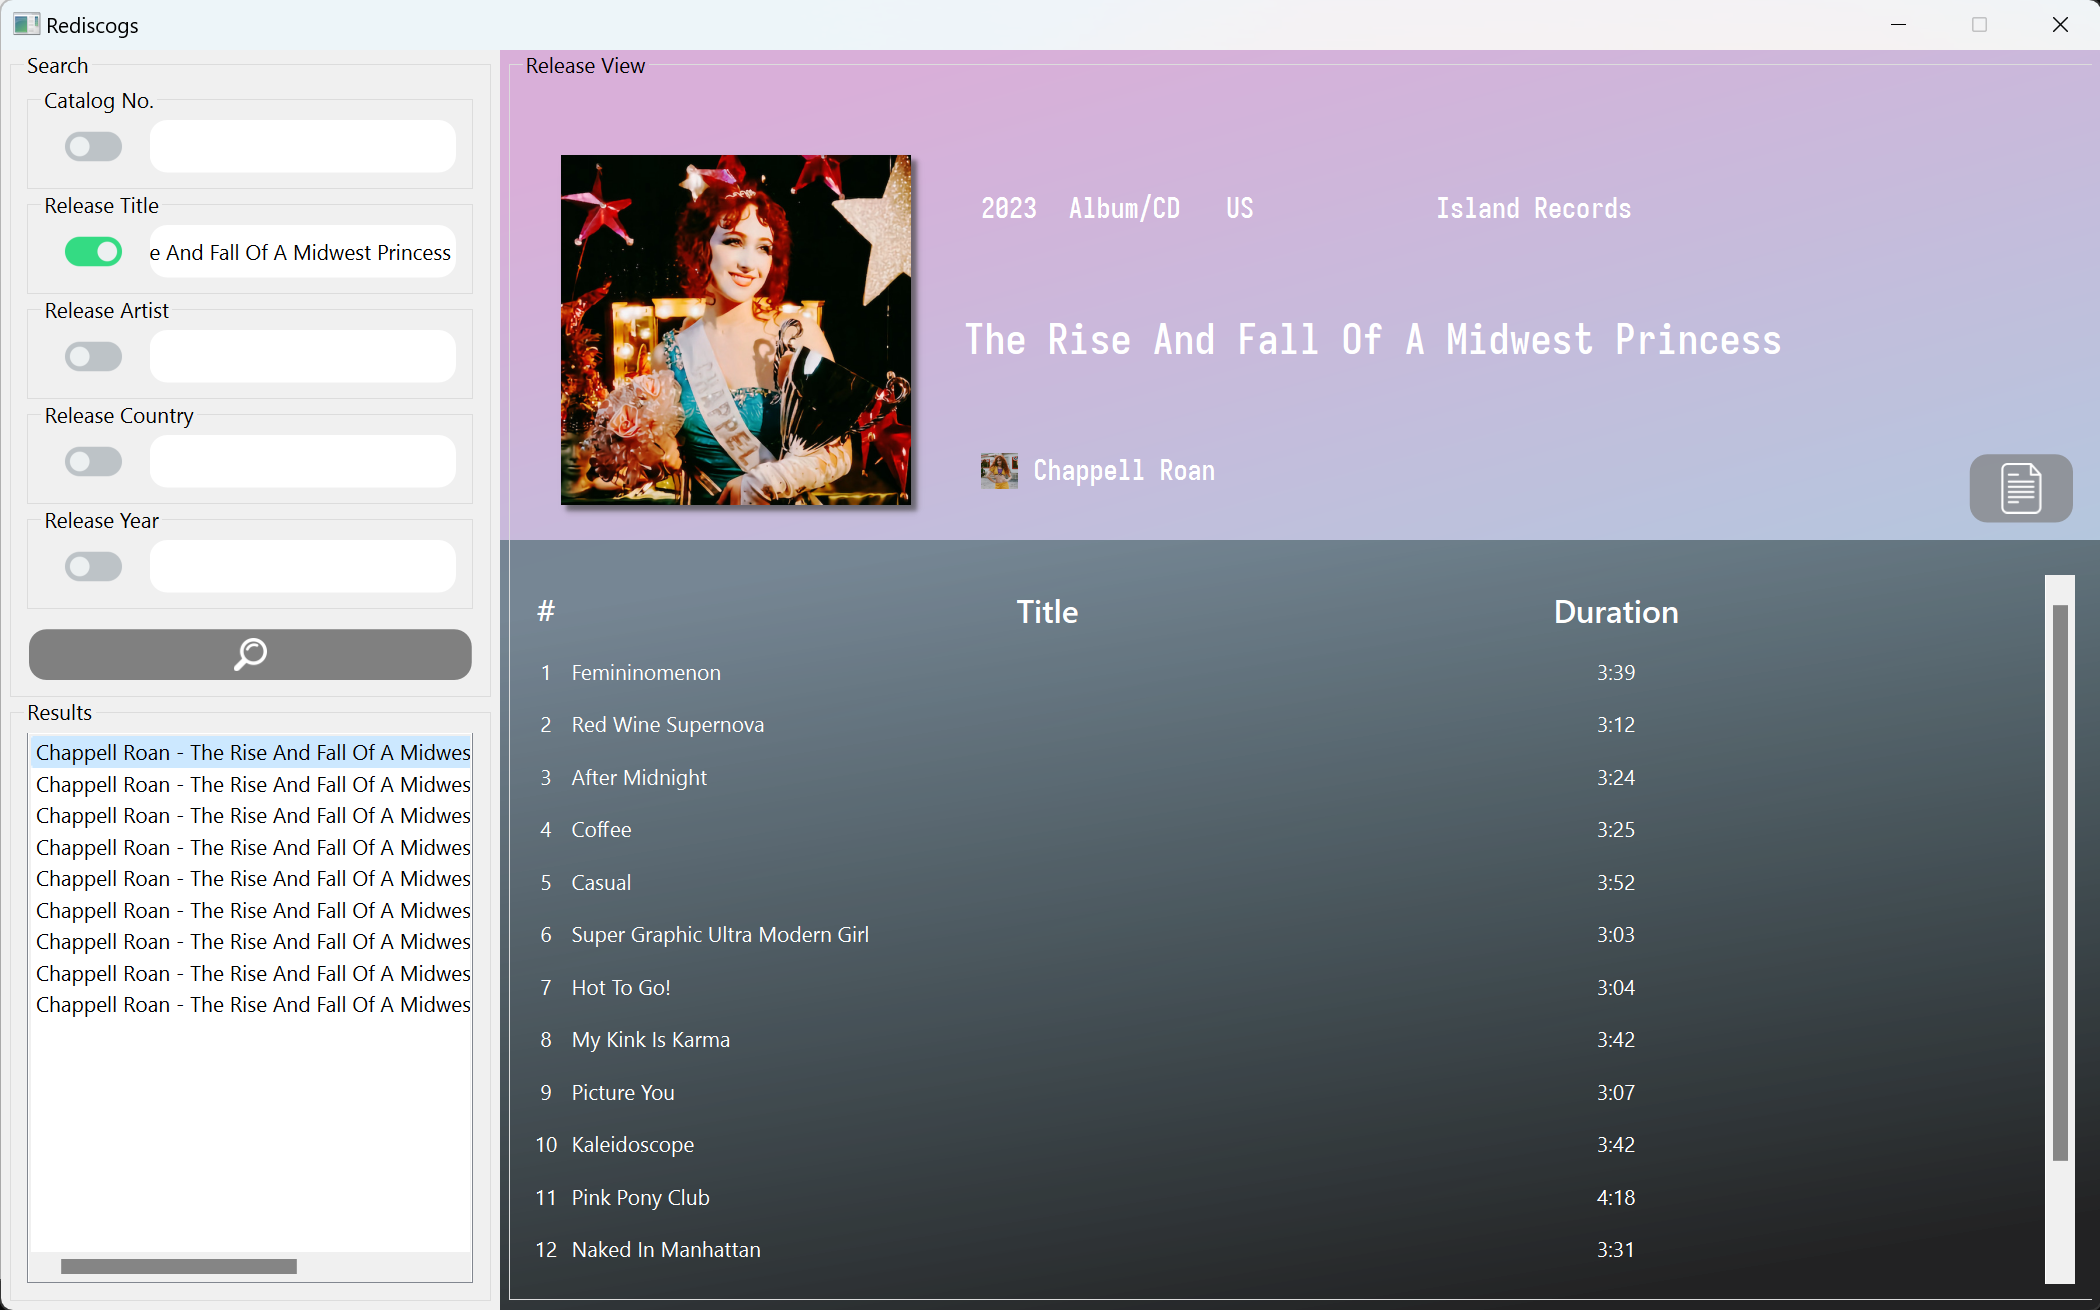 Rediscogs
Search
Catalog No.
Release Title
e And Fall Of A Midwest Princess
Release Artist
Release Country
Release Year
Results
Chappell Roan - The Rise And Fall Of A Midwes
Chappell Roan - The Rise And Fall Of A Midwes
Chappell Roan - The Rise And Fall Of A Midwes
Chappell Roan - The Rise And Fall Of A Midwes
Chappell Roan - The Rise And Fall Of A Midwes
Chappell Roan - The Rise And Fall Of A Midwes
Chappell Roan - The Rise And Fall Of A Midwes
Chappell Roan - The Rise And Fall Of A Midwes
Chappell Roan - The Rise And Fall Of A Midwes
Release View
CHAPPEL
2023 Album/CD US Island Records
The Rise And Fall Of A Midwest Princess
Chappell Roan
# Title Duration
1 Femininomenon 3:39
2 Red Wine Supernova 3:12
3 After Midnight 3:24
4 Coffee 3:25
5 Casual 3:52
6 Super Graphic Ultra Modern Girl 3:03
7 Hot To Go! 3:04
8 My Kink Is Karma 3:42
9 Picture You 3:07
10 Kaleidoscope 3:42
11 Pink Pony Club 4:18
12 Naked In Manhattan 3:31